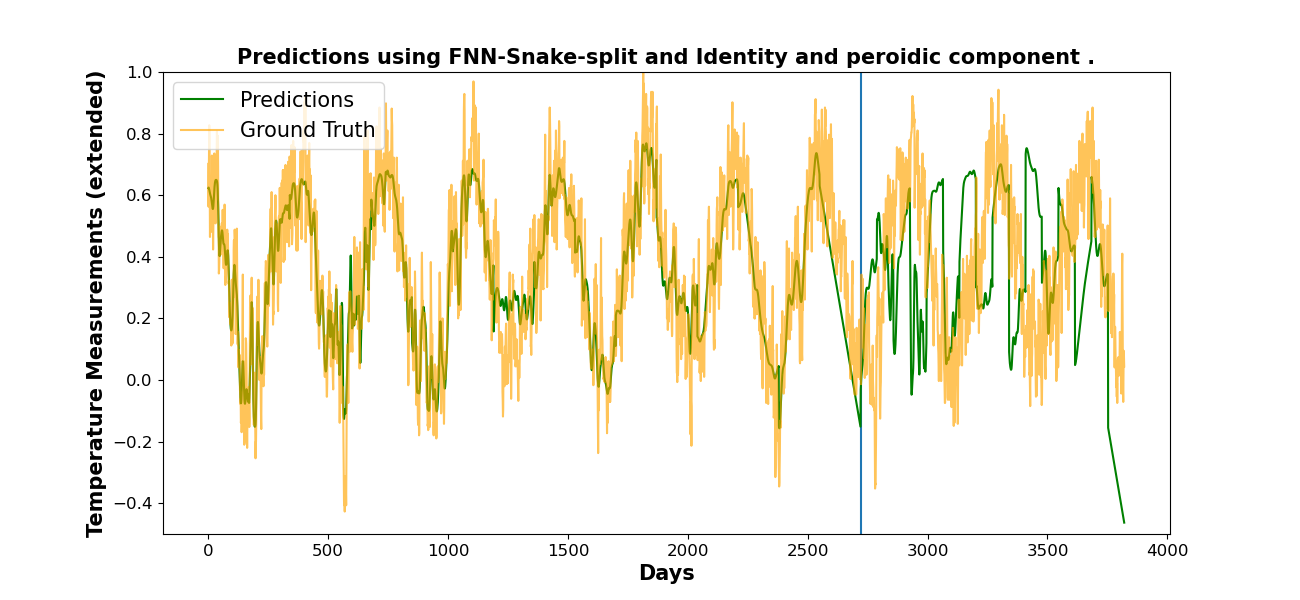 Predictions using FNN-Snake-split and Identity and peroidic component .
Temperature Measurements (extended)
1.0
0.8
0.6
0.4
0.2
0.0
−0.2
−0.4
Predictions
Ground Truth
0 500 1000 1500 2000 2500 3000 3500 4000
Days